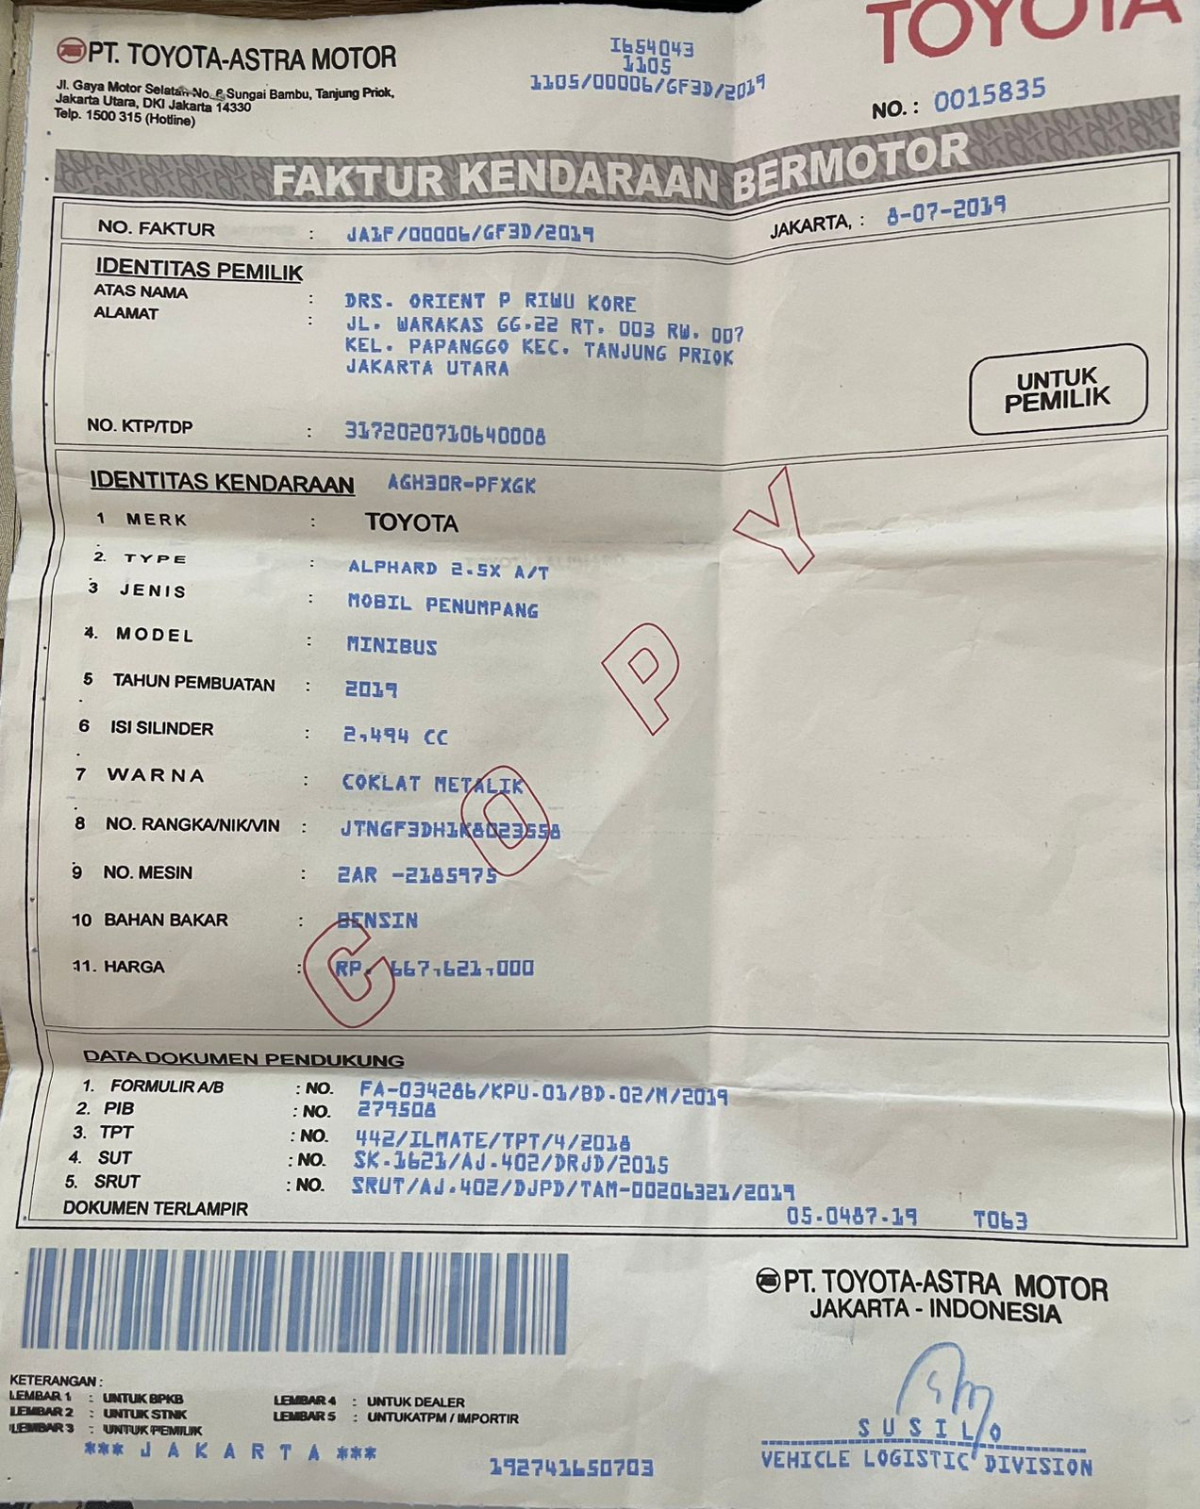 TOYOTA
PT. TOYOTA-ASTRA MOTOR
Jl. Gaya Motor Selatan No. 5 Sungai Bambu, Tanjung Priok,
Jakarta Utara, DKI Jakarta 14330
Telp. 1500 315 (Hotline)
I654043
1105
1105/00006/GF3D/2019
NO. : 0015835
FAKTUR KENDARAAN BERMOTOR
NO. FAKTUR : JA1F/00006/GF3D/2019 JAKARTA, : 8-07-2019
IDENTITAS PEMILIK
ATAS NAMA : DRS. ORIENT P RIWU KORE
ALAMAT : JL. WARAKAS GG.22 RT. 003 RW. 007
KEL. PAPANGGO KEC. TANJUNG PRIOK
JAKARTA UTARA
UNTUK
PEMILIK
NO. KTP/TDP : 3172020710640008
IDENTITAS KENDARAAN AGH30R-PFXGK
1 MERK : TOYOTA
2. TYPE : ALPHARD 2.5X A/T
3 JENIS : MOBIL PENUMPANG
4. MODEL : MINIBUS
5 TAHUN PEMBUATAN : 2019
6 ISI SILINDER : 2,494 CC
7 WARNA : COKLAT METALIK
8 NO. RANGKA/NIK/VIN : JTNGF3DH1K8023558
9 NO. MESIN : 2AR -2185975
10 BAHAN BAKAR : BENSIN
11. HARGA : RP. 667,621,000
COPY
DATA DOKUMEN PENDUKUNG
1. FORMULIR A/B : NO. FA-034286/KPU.01/BD.02/M/2019
2. PIB : NO. 279508
3. TPT : NO. 442/ILMATE/TPT/4/2018
4. SUT : NO. SK.1621/AJ.402/DRJD/2015
5. SRUT : NO. SRUT/AJ.402/DJPD/TAM-00206321/2019
DOKUMEN TERLAMPIR 05.0487.19 T063
PT. TOYOTA-ASTRA MOTOR
JAKARTA - INDONESIA
KETERANGAN :
LEMBAR 1 : UNTUK BPKB LEMBAR 4 : UNTUK DEALER
LEMBAR 2 : UNTUK STNK LEMBAR 5 : UNTUKATPM / IMPORTIR
LEMBAR 3 : UNTUK PEMILIK
*** J A K A R T A ***
192741650703
S U S I L O
VEHICLE LOGISTIC DIVISION